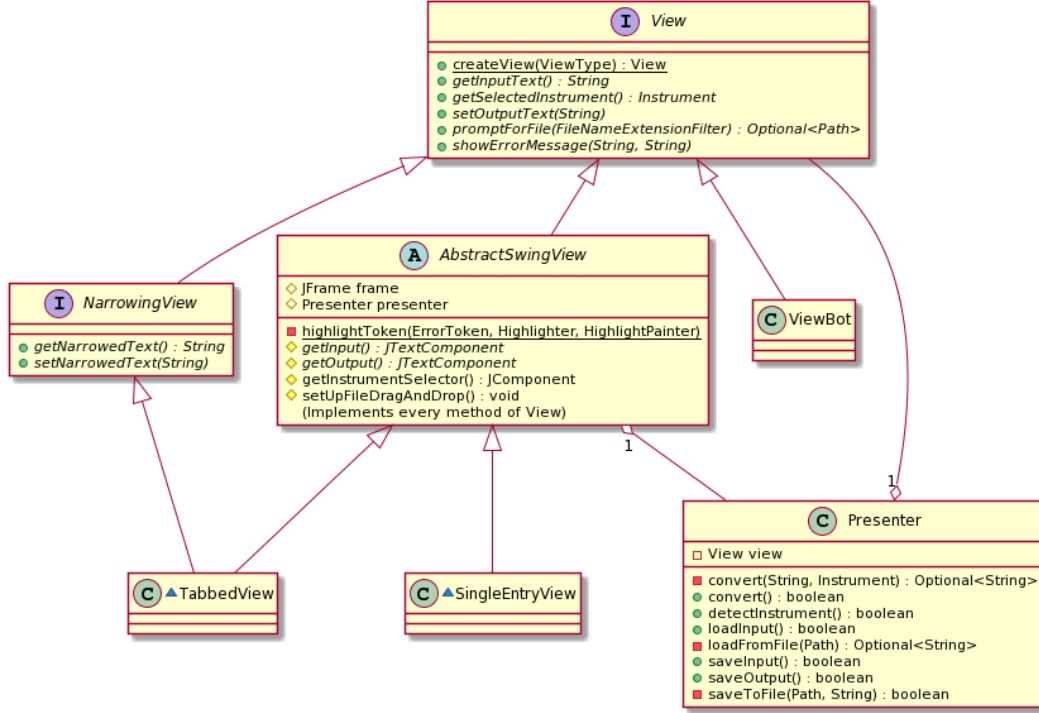 I View
createView(ViewType) : View
getInputText() : String
getSelectedInstrument() : Instrument
setOutputText(String)
promptForFile(FileNameExtensionFilter) : Optional<Path>
showErrorMessage(String, String)
A AbstractSwingView
JFrame frame
Presenter presenter
highlightToken(ErrorToken, Highlighter, HighlightPainter)
getInput() : JTextComponent
getOutput() : JTextComponent
getInstrumentSelector() : JComponent
setUpFileDragAndDrop() : void
(Implements every method of View)
I NarrowingView
getNarrowedText() : String
setNarrowedText(String)
C ViewBot
1
1
C TabbedView
C SingleEntryView
C Presenter
View view
convert(String, Instrument) : Optional<String>
convert() : boolean
detectInstrument() : boolean
loadInput() : boolean
loadFromFile(Path) : Optional<String>
saveInput() : boolean
saveOutput() : boolean
saveToFile(Path, String) : boolean